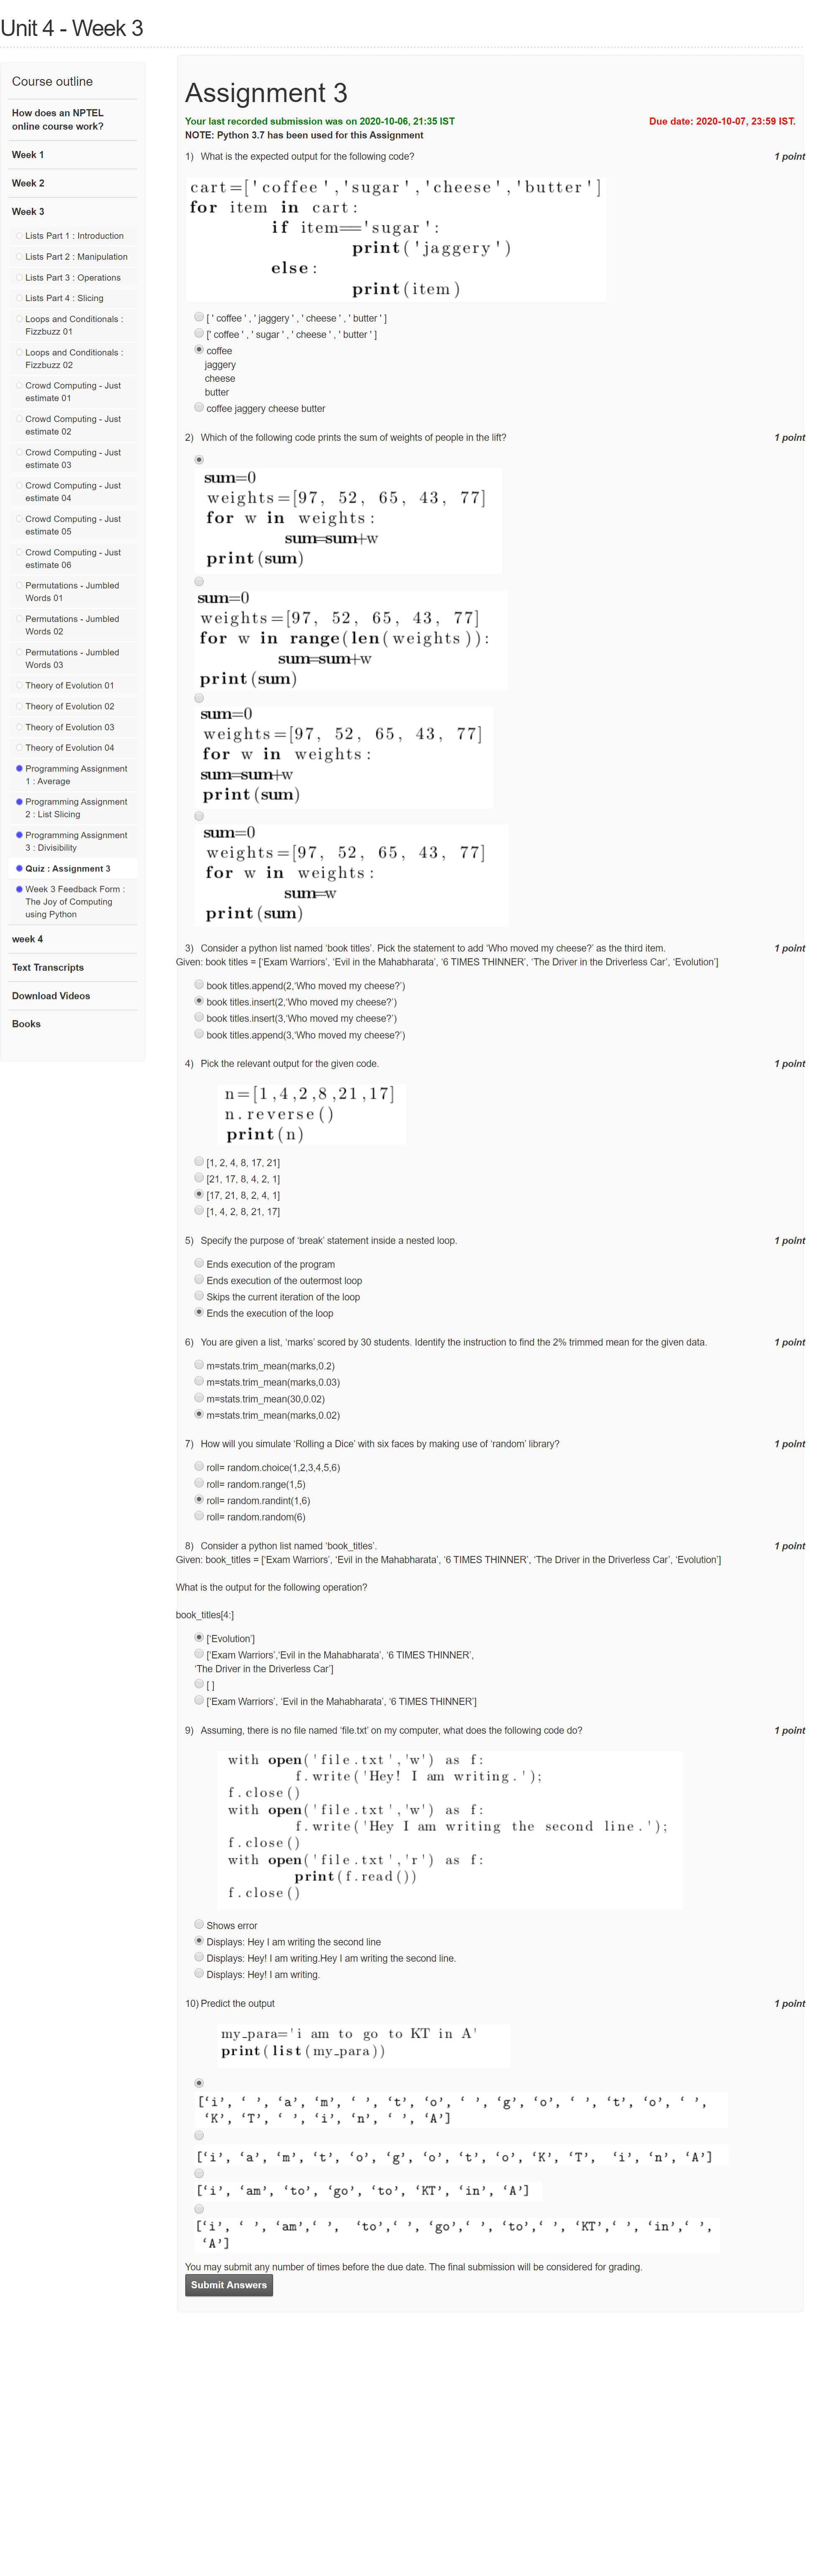 Unit 4 - Week 3
Course outline
How does an NPTEL
online course work?
Week 1
Week 2
Week 3
Lists Part 1 : Introduction
Lists Part 2 : Manipulation
Lists Part 3 : Operations
Lists Part 4 : Slicing
Loops and Conditionals :
Fizzbuzz 01
Loops and Conditionals :
Fizzbuzz 02
Crowd Computing - Just
estimate 01
Crowd Computing - Just
estimate 02
Crowd Computing - Just
estimate 03
Crowd Computing - Just
estimate 04
Crowd Computing - Just
estimate 05
Crowd Computing - Just
estimate 06
Permutations - Jumbled
Words 01
Permutations - Jumbled
Words 02
Permutations - Jumbled
Words 03
Theory of Evolution 01
Theory of Evolution 02
Theory of Evolution 03
Theory of Evolution 04
Programming Assignment
1 : Average
Programming Assignment
2 : List Slicing
Programming Assignment
3 : Divisibility
Quiz : Assignment 3
Week 3 Feedback Form :
The Joy of Computing
using Python
week 4
Text Transcripts
Download Videos
Books
Assignment 3
Your last recorded submission was on 2020-10-06, 21:35 IST Due date: 2020-10-07, 23:59 IST.
NOTE: Python 3.7 has been used for this Assignment
1) What is the expected output for the following code? 1 point
cart=['coffee','sugar','cheese','butter']
for item in cart:
if item=='sugar':
print('jaggery')
else:
print(item)
[ ' coffee ' , ' jaggery ' , ' cheese ' , ' butter ' ]
[' coffee ' , ' sugar ' , ' cheese ' , ' butter ' ]
coffee
jaggery
cheese
butter
coffee jaggery cheese butter
2) Which of the following code prints the sum of weights of people in the lift? 1 point
sum=0
weights=[97, 52, 65, 43, 77]
for w in weights:
sum=sum+w
print(sum)
sum=0
weights=[97, 52, 65, 43, 77]
for w in range(len(weights)):
sum=sum+w
print(sum)
sum=0
weights=[97, 52, 65, 43, 77]
for w in weights:
sum=sum+w
print(sum)
sum=0
weights=[97, 52, 65, 43, 77]
for w in weights:
sum=w
print(sum)
3) Consider a python list named ‘book titles’. Pick the statement to add ‘Who moved my cheese?’ as the third item. 1 point
Given: book titles = [‘Exam Warriors’, ‘Evil in the Mahabharata’, ‘6 TIMES THINNER’, ‘The Driver in the Driverless Car’, ‘Evolution’]
book titles.append(2,‘Who moved my cheese?’)
book titles.insert(2,‘Who moved my cheese?’)
book titles.insert(3,‘Who moved my cheese?’)
book titles.append(3,‘Who moved my cheese?’)
4) Pick the relevant output for the given code. 1 point
n=[1,4,2,8,21,17]
n.reverse()
print(n)
[1, 2, 4, 8, 17, 21]
[21, 17, 8, 4, 2, 1]
[17, 21, 8, 2, 4, 1]
[1, 4, 2, 8, 21, 17]
5) Specify the purpose of ‘break’ statement inside a nested loop. 1 point
Ends execution of the program
Ends execution of the outermost loop
Skips the current iteration of the loop
Ends the execution of the loop
6) You are given a list, ‘marks’ scored by 30 students. Identify the instruction to find the 2% trimmed mean for the given data. 1 point
m=stats.trim_mean(marks,0.2)
m=stats.trim_mean(marks,0.03)
m=stats.trim_mean(30,0.02)
m=stats.trim_mean(marks,0.02)
7) How will you simulate ‘Rolling a Dice’ with six faces by making use of ‘random’ library? 1 point
roll= random.choice(1,2,3,4,5,6)
roll= random.range(1,5)
roll= random.randint(1,6)
roll= random.random(6)
8) Consider a python list named ‘book_titles’. 1 point
Given: book_titles = [‘Exam Warriors’, ‘Evil in the Mahabharata’, ‘6 TIMES THINNER’, ‘The Driver in the Driverless Car’, ‘Evolution’]
What is the output for the following operation?
book_titles[4:]
[‘Evolution’]
[‘Exam Warriors’,‘Evil in the Mahabharata’, ‘6 TIMES THINNER’,
‘The Driver in the Driverless Car’]
[ ]
[‘Exam Warriors’, ‘Evil in the Mahabharata’, ‘6 TIMES THINNER’]
9) Assuming, there is no file named ‘file.txt’ on my computer, what does the following code do? 1 point
with open('file.txt','w') as f:
f.write('Hey! I am writing.');
f.close()
with open('file.txt','w') as f:
f.write('Hey I am writing the second line.');
f.close()
with open('file.txt','r') as f:
print(f.read())
f.close()
Shows error
Displays: Hey I am writing the second line
Displays: Hey! I am writing.Hey I am writing the second line.
Displays: Hey! I am writing.
10) Predict the output 1 point
my_para='i am to go to KT in A'
print(list(my_para))
[‘i’, ‘ ’, ‘a’, ‘m’, ‘ ’, ‘t’, ‘o’, ‘ ’, ‘g’, ‘o’, ‘ ’, ‘t’, ‘o’, ‘ ’,
‘K’, ‘T’, ‘ ’, ‘i’, ‘n’, ‘ ’, ‘A’]
[‘i’, ‘a’, ‘m’, ‘t’, ‘o’, ‘g’, ‘o’, ‘t’, ‘o’, ‘K’, ‘T’, ‘i’, ‘n’, ‘A’]
[‘i’, ‘am’, ‘to’, ‘go’, ‘to’, ‘KT’, ‘in’, ‘A’]
[‘i’, ‘ ’, ‘am’,‘ ’, ‘to’,‘ ’, ‘go’,‘ ’, ‘to’,‘ ’, ‘KT’,‘ ’, ‘in’,‘ ’,
‘A’]
You may submit any number of times before the due date. The final submission will be considered for grading.
Submit Answers